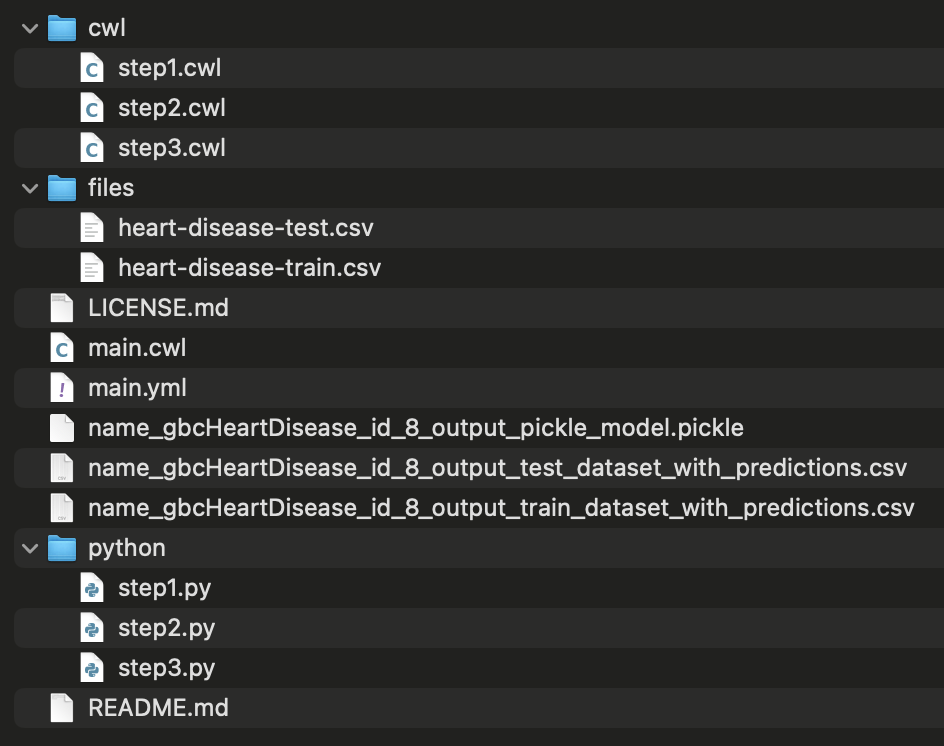 cwl
step1.cwl
step2.cwl
step3.cwl
files
heart-disease-test.csv
heart-disease-train.csv
LICENSE.md
main.cwl
main.yml
name_gbcHeartDisease_id_8_output_pickle_model.pickle
name_gbcHeartDisease_id_8_output_test_dataset_with_predictions.csv
name_gbcHeartDisease_id_8_output_train_dataset_with_predictions.csv
python
step1.py
step2.py
step3.py
README.md